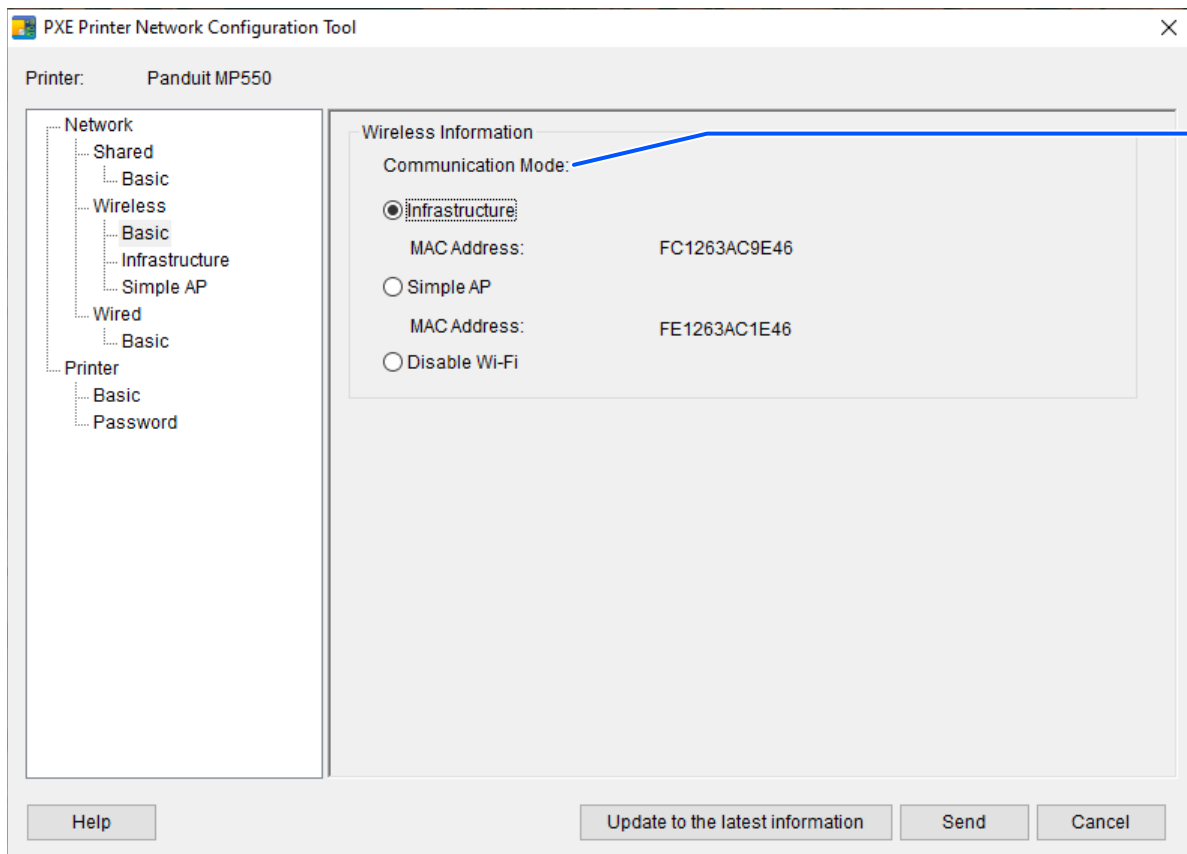 PXE Printer Network Configuration Tool
Printer: Panduit MP550
Network
Shared
Basic
Wireless
Basic
Infrastructure
Simple AP
Wired
Basic
Printer
Basic
Password
Wireless Information
Communication Mode:
Infrastructure
MAC Address: FC1263AC9E46
Simple AP
MAC Address: FE1263AC1E46
Disable Wi-Fi
Help Update to the latest information Send Cancel